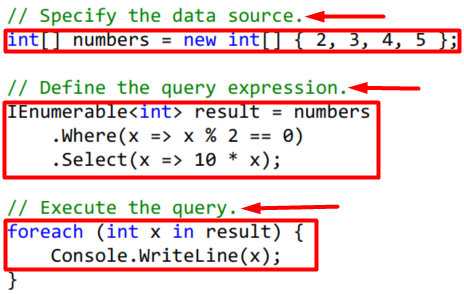 // Specify the data source.
int[] numbers = new int[] { 2, 3, 4, 5 };
// Define the query expression.
IEnumerable<int> result = numbers
    .Where(x => x % 2 == 0)
    .Select(x => 10 * x);
// Execute the query.
foreach (int x in result) {
    Console.WriteLine(x);
}